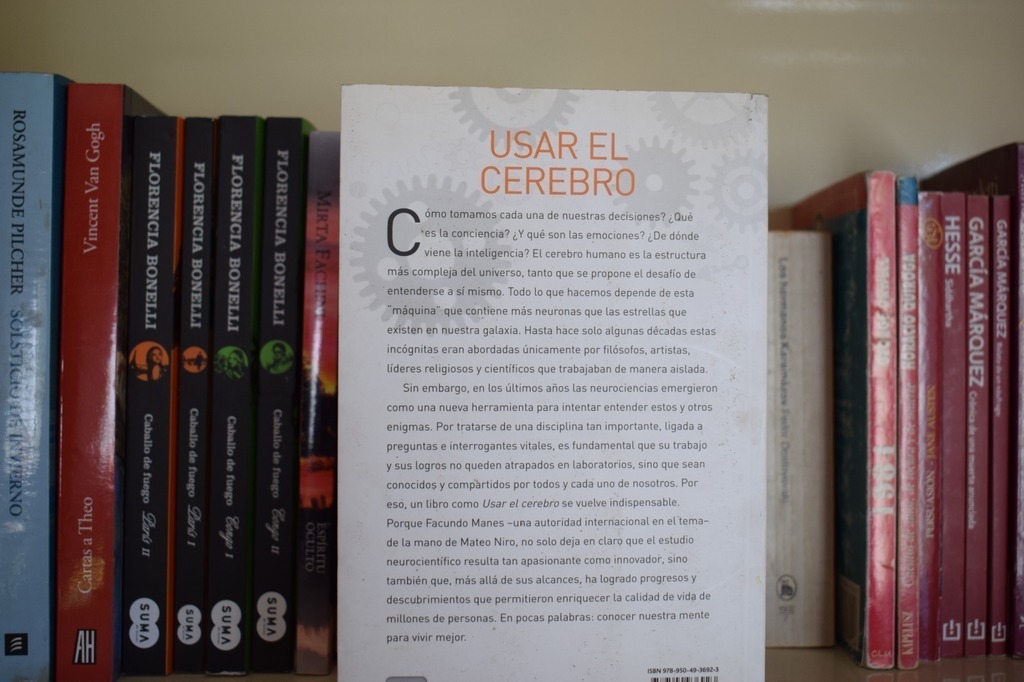 ROSAMUNDE PILCHER SOLSTICIO DE INVIERNO
Vincent Van Gogh
Cartas a Theo
AH
FLORENCIA BONELLI
Caballo de fuego París II
SUMA
FLORENCIA BONELLI
Caballo de fuego París I
SUMA
FLORENCIA BONELLI
Caballo de fuego Congo I
SUMA
FLORENCIA BONELLI
Caballo de fuego Congo II
SUMA
MIRTA FACHINI
ESPÍRITU
OCULTO
USAR EL
CEREBRO
Cómo tomamos cada una de nuestras decisiones? ¿Qué
es la conciencia? ¿Y qué son las emociones? ¿De dónde
viene la inteligencia? El cerebro humano es la estructura
más compleja del universo, tanto que se propone el desafío de
entenderse a sí mismo. Todo lo que hacemos depende de esta
"máquina" que contiene más neuronas que las estrellas que
existen en nuestra galaxia. Hasta hace solo algunas décadas estas
incógnitas eran abordadas únicamente por filósofos, artistas,
líderes religiosos y científicos que trabajaban de manera aislada.
Sin embargo, en los últimos años las neurociencias emergieron
como una nueva herramienta para intentar entender estos y otros
enigmas. Por tratarse de una disciplina tan importante, ligada a
preguntas e interrogantes vitales, es fundamental que su trabajo
y sus logros no queden atrapados en laboratorios, sino que sean
conocidos y compartidos por todos y cada uno de nosotros. Por
eso, un libro como Usar el cerebro se vuelve indispensable.
Porque Facundo Manes –una autoridad internacional en el tema–
de la mano de Mateo Niro, no solo deja en claro que el estudio
neurocientífico resulta tan apasionante como innovador, sino
también que, más allá de sus alcances, ha logrado progresos y
descubrimientos que permitieron enriquecer la calidad de vida de
millones de personas. En pocas palabras: conocer nuestra mente
para vivir mejor.
ISBN 978-950-49-3692-3
Los hermanos Karamázov Fedor Dostoievski
1984
PERSUASIÓN · JANE AUSTEN
HESSE Siddhartha
GARCÍA MÁRQUEZ Crónica de una muerte anunciada
GARCÍA MÁRQUEZ Relato de un náufrago